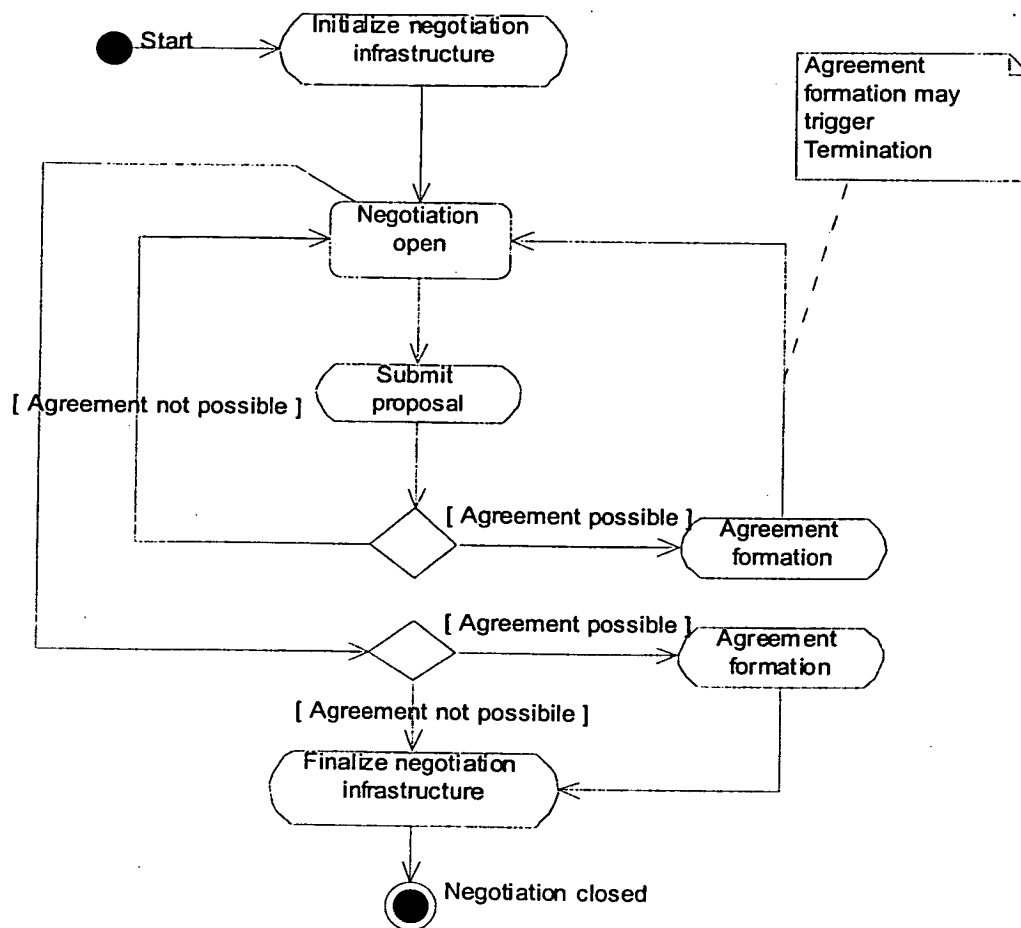 Start
Initialize negotiation
infrastructure
Agreement
formation may
trigger
Termination
Negotiation
open
Submit
proposal
[ Agreement not possible ]
[ Agreement possible ]
Agreement
formation
[ Agreement possible ]
Agreement
formation
[ Agreement not possibile ]
Finalize negotiation
infrastructure
Negotiation closed